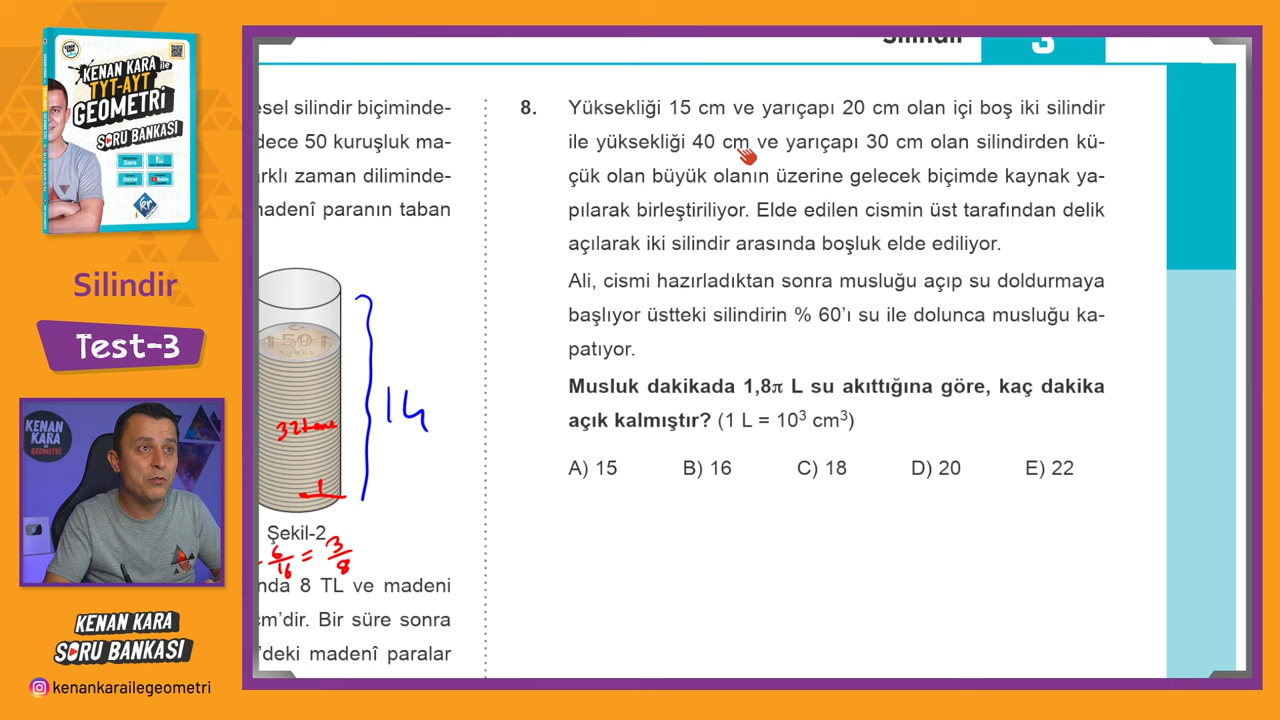 KENAN KARA ile
TYT-AYT
GEOMETRİ
SORU BANKASI
Silindir
Test-3
KENAN
KARA
ile
GEOMETRİ
KENAN KARA
SORU BANKASI
kenankarailegeometri
Silindir
3
esel silindir biçiminde-
dece 50 kuruşluk ma-
rklı zaman diliminde-
nadenî paranın taban
50
32 tane
14
Şekil-2
6/16 = 3/8
nda 8 TL ve madeni
cm'dir. Bir süre sonra
'deki madenî paralar
8. Yüksekliği 15 cm ve yarıçapı 20 cm olan içi boş iki silindir
ile yüksekliği 40 cm ve yarıçapı 30 cm olan silindirden kü-
çük olan büyük olanın üzerine gelecek biçimde kaynak ya-
pılarak birleştiriliyor. Elde edilen cismin üst tarafından delik
açılarak iki silindir arasında boşluk elde ediliyor.
Ali, cismi hazırladıktan sonra musluğu açıp su doldurmaya
başlıyor üstteki silindirin % 60'ı su ile dolunca musluğu ka-
patıyor.
Musluk dakikada 1,8π L su akıttığına göre, kaç dakika
açık kalmıştır? (1 L = 10³ cm³)
A) 15 B) 16 C) 18 D) 20 E) 22